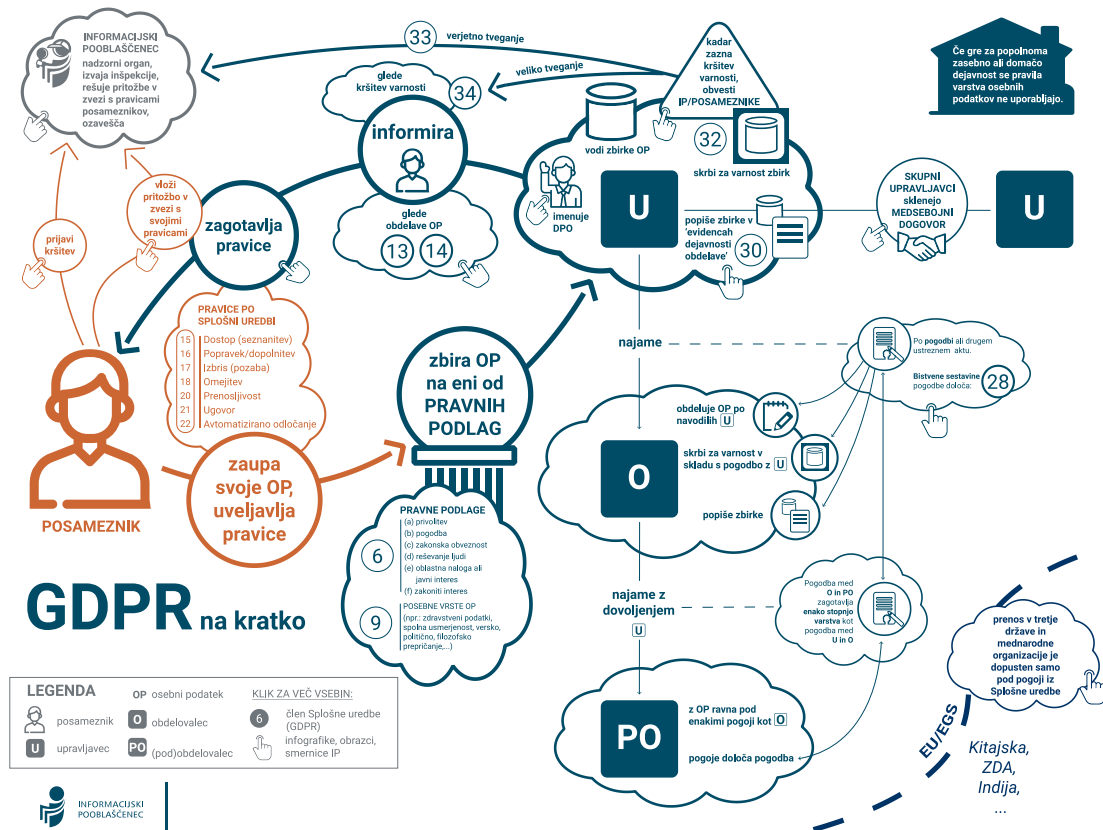 INFORMACIJSKI
POOBLAŠČENEC
nadzorni organ,
izvaja inšpekcije,
rešuje pritožbe v
zvezi s pravicami
posameznikov,
ozavešča
33
verjetno tveganje
veliko tveganje
glede
kršitev varnosti
34
informira
glede
obdelave OP
13
14
kadar
zazna
kršitev
varnosti,
obvesti
IP/POSAMEZNIKE
Če gre za popolnoma
zasebno ali domačo
dejavnost se pravila
varstva osebnih
podatkov ne uporabljajo.
vodi zbirke OP
32
skrbi za varnost zbirk
imenuje
DPO
U
popiše zbirke v
'evidencah
dejavnosti
obdelave'
30
SKUPNI
UPRAVLJAVCI
sklenejo
MEDSEBOJNI
DOGOVOR
U
prijavi
kršitev
vloži
pritožbo v
zvezi s
svojimi
pravicami
zagotavlja
pravice
PRAVICE PO
SPLOŠNI UREDBI
15 Dostop (seznanitev)
16 Popravek/dopolnitev
17 Izbris (pozaba)
18 Omejitev
20 Prenosljivost
21 Ugovor
22 Avtomatizirano odločanje
POSAMEZNIK
zaupa
svoje OP,
uveljavlja
pravice
zbira OP
na eni od
PRAVNIH
PODLAG
PRAVNE PODLAGE
6
(a) privolitev
(b) pogodba
(c) zakonska obveznost
(d) reševanje ljudi
(e) oblastna naloga ali
javni interes
(f) zakoniti interes
9
POSEBNE VRSTE OP
(npr.: zdravstveni podatki,
spolna usmerjenost, versko,
politično, filozofsko
prepričanje,...)
najame
Po pogodbi ali drugem
ustreznem aktu.
Bistvene sestavine
pogodbe določa:
28
O
obdeluje OP po
navodilih U
skrbi za varnost v
skladu s pogodbo z U
popiše zbirke
najame z
dovoljenjem
U
Pogodba med
O in PO
zagotavlja
enako stopnjo
varstva kot
pogodba med
U in O
PO
z OP ravna pod
enakimi pogoji kot O
pogoje določa pogodba
prenos v tretje
države in
mednarodne
organizacije je
dopusten samo
pod pogoji iz
Splošne uredbe
EU/EGS
Kitajska,
ZDA,
Indija,
...
GDPR na kratko
LEGENDA
posameznik
U upravljavec
OP osebni podatek
O obdelovalec
PO (pod)obdelovalec
KLIK ZA VEČ VSEBIN:
6 člen Splošne uredbe
(GDPR)
infografike, obrazci,
smernice IP
INFORMACIJSKI
POOBLAŠČENEC